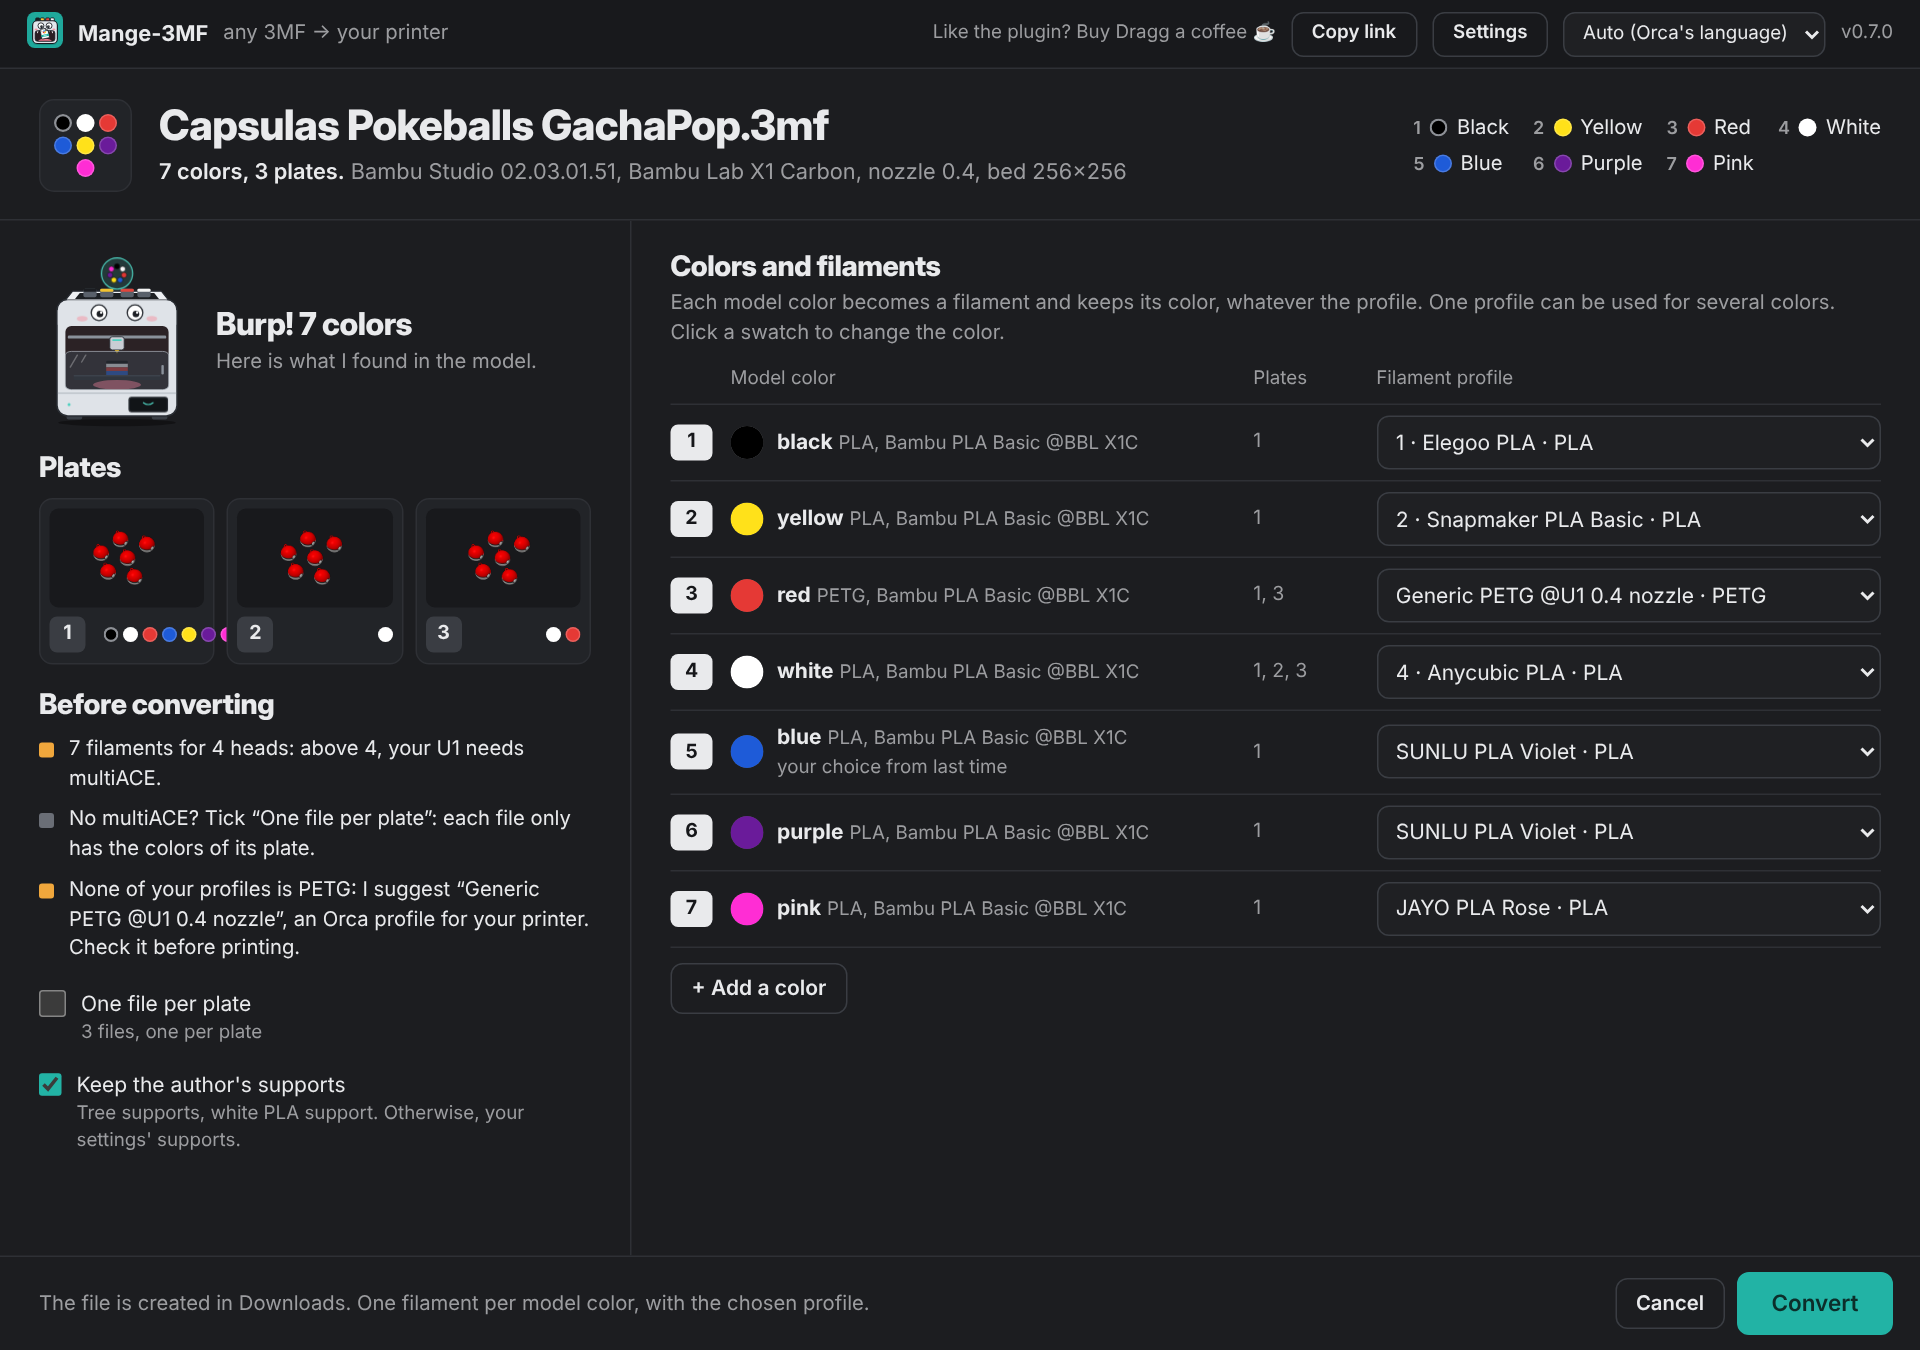 Mange-3MF any 3MF → your printer
Like the plugin? Buy Dragg a coffee ☕
Copy link
Settings
Auto (Orca's language)
v0.7.0
Capsulas Pokeballs GachaPop.3mf
7 colors, 3 plates. Bambu Studio 02.03.01.51, Bambu Lab X1 Carbon, nozzle 0.4, bed 256×256
1 Black 2 Yellow 3 Red 4 White
5 Blue 6 Purple 7 Pink
Burp! 7 colors
Here is what I found in the model.
Plates
1 2 3
Before converting
7 filaments for 4 heads: above 4, your U1 needs
multiACE.
No multiACE? Tick “One file per plate”: each file only
has the colors of its plate.
None of your profiles is PETG: I suggest “Generic
PETG @U1 0.4 nozzle”, an Orca profile for your printer.
Check it before printing.
One file per plate
3 files, one per plate
Keep the author's supports
Tree supports, white PLA support. Otherwise, your
settings' supports.
Colors and filaments
Each model color becomes a filament and keeps its color, whatever the profile. One profile can be used for several colors.
Click a swatch to change the color.
Model color Plates Filament profile
1 black PLA, Bambu PLA Basic @BBL X1C 1 1 · Elegoo PLA · PLA
2 yellow PLA, Bambu PLA Basic @BBL X1C 1 2 · Snapmaker PLA Basic · PLA
3 red PETG, Bambu PLA Basic @BBL X1C 1, 3 Generic PETG @U1 0.4 nozzle · PETG
4 white PLA, Bambu PLA Basic @BBL X1C 1, 2, 3 4 · Anycubic PLA · PLA
5 blue PLA, Bambu PLA Basic @BBL X1C 1 SUNLU PLA Violet · PLA
your choice from last time
6 purple PLA, Bambu PLA Basic @BBL X1C 1 SUNLU PLA Violet · PLA
7 pink PLA, Bambu PLA Basic @BBL X1C 1 JAYO PLA Rose · PLA
+ Add a color
The file is created in Downloads. One filament per model color, with the chosen profile.
Cancel
Convert